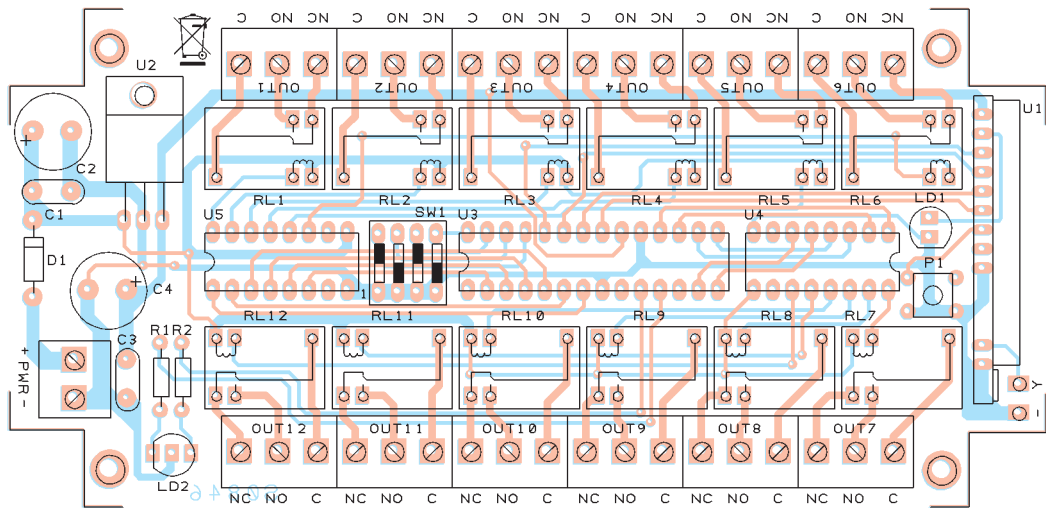 C NO NC C NO NC C NO NC C NO NC C NO NC C NO NC
U2
OUT1 OUT2 OUT3 OUT4 OUT5 OUT6
U1
+
C2
C1
RL1 RL2 RL3 RL4 RL5 RL6
LD1
U5 SW1 U3 U4
D1
P1
+
C4
1
RL12 RL11 RL10 RL9 RL8 RL7
R1 R2
C3
+ PWR -
Y
-
OUT12 OUT11 OUT10 OUT9 OUT8 OUT7
LD2
S0946
NC NO C NC NO C NC NO C NC NO C NC NO C NC NO C